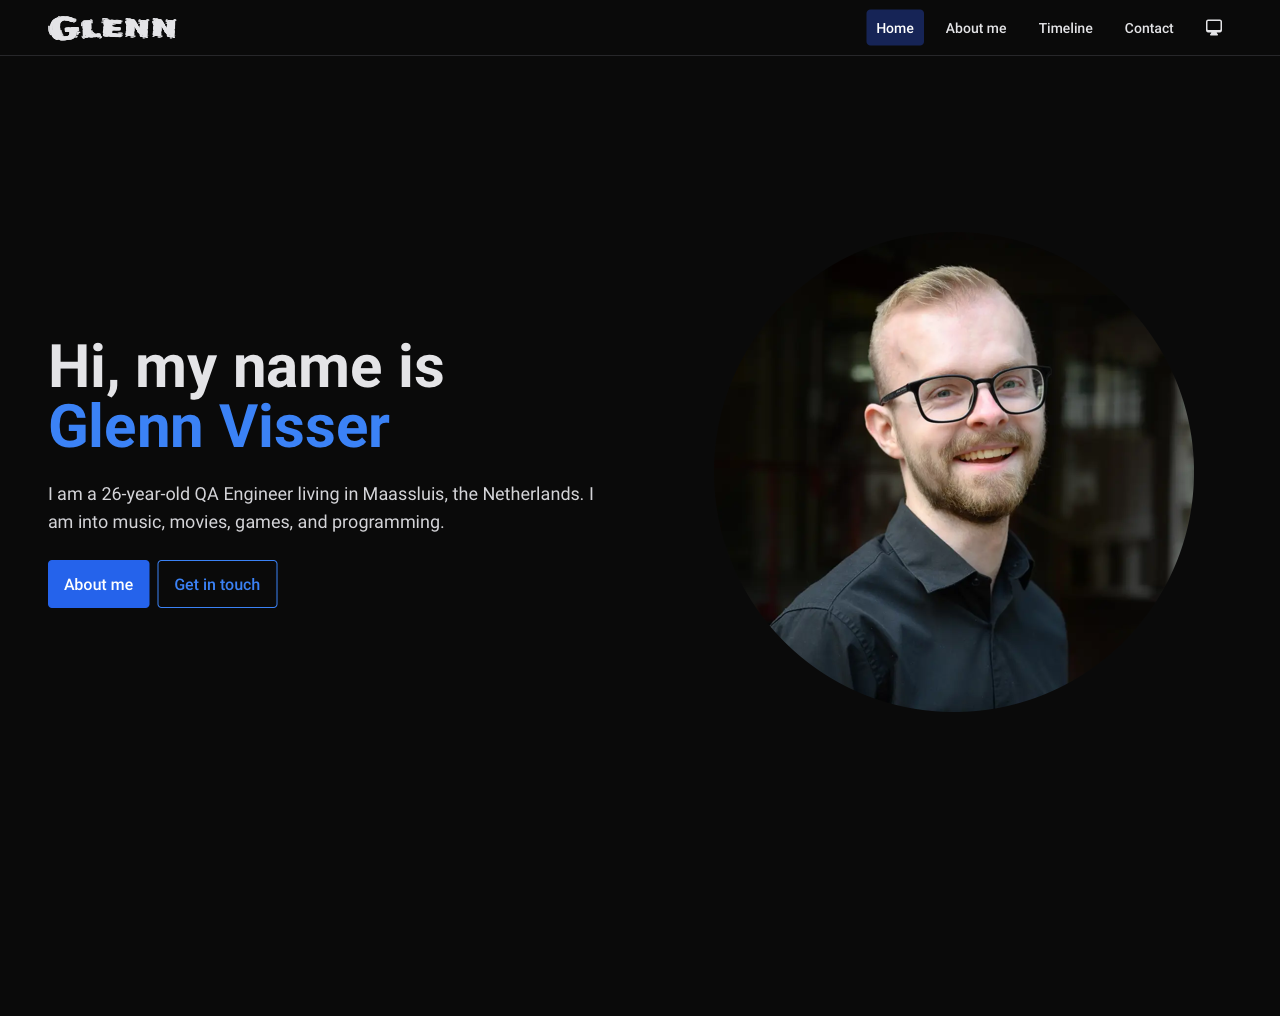 GLENN
Home
About me
Timeline
Contact
Hi, my name is
Glenn Visser
I am a 26-year-old QA Engineer living in Maassluis, the Netherlands. I
am into music, movies, games, and programming.
About me
Get in touch